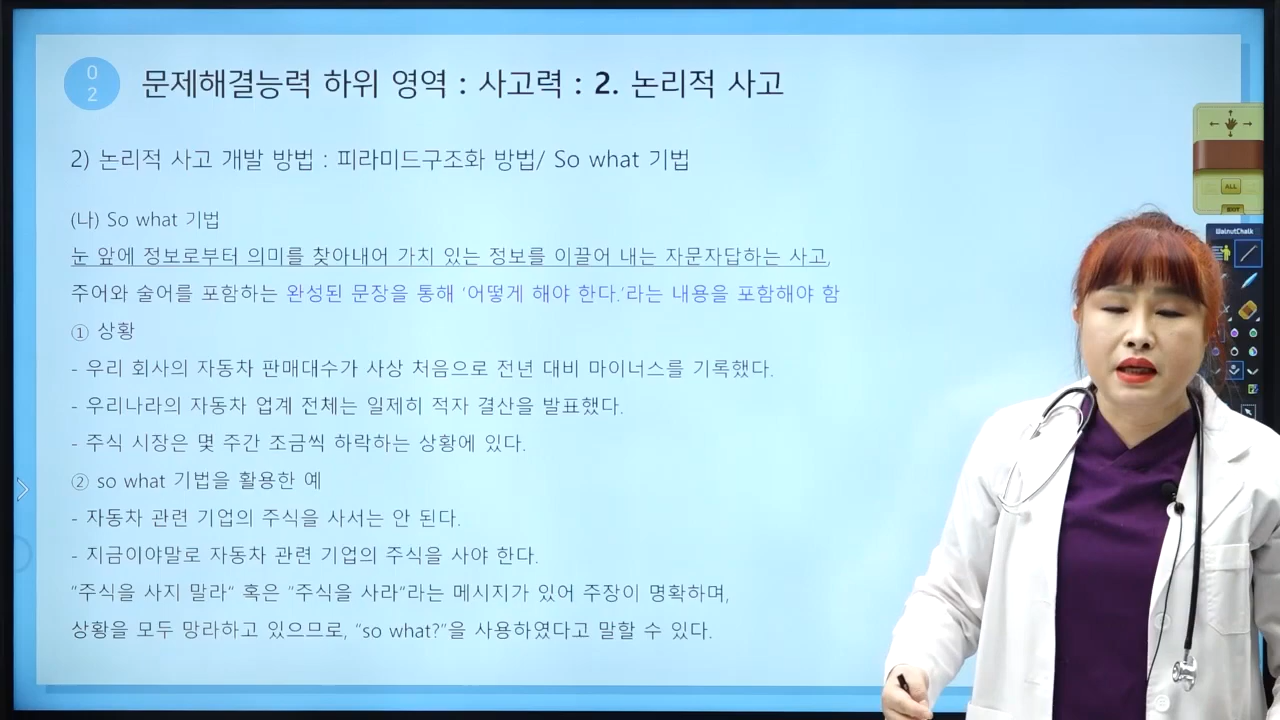 0
2
문제해결능력 하위 영역 : 사고력 : 2. 논리적 사고
2) 논리적 사고 개발 방법 : 피라미드구조화 방법/ So what 기법
(나) So what 기법
눈 앞에 정보로부터 의미를 찾아내어 가치 있는 정보를 이끌어 내는 자문자답하는 사고,
주어와 술어를 포함하는 완성된 문장을 통해 ‘어떻게 해야 한다.’라는 내용을 포함해야 함
① 상황
- 우리 회사의 자동차 판매대수가 사상 처음으로 전년 대비 마이너스를 기록했다.
- 우리나라의 자동차 업계 전체는 일제히 적자 결산을 발표했다.
- 주식 시장은 몇 주간 조금씩 하락하는 상황에 있다.
② so what 기법을 활용한 예
- 자동차 관련 기업의 주식을 사서는 안 된다.
- 지금이야말로 자동차 관련 기업의 주식을 사야 한다.
“주식을 사지 말라“ 혹은 ”주식을 사라“라는 메시지가 있어 주장이 명확하며,
상황을 모두 망라하고 있으므로, “so what?”을 사용하였다고 말할 수 있다.
ALL
EXIT
WalnutChalk